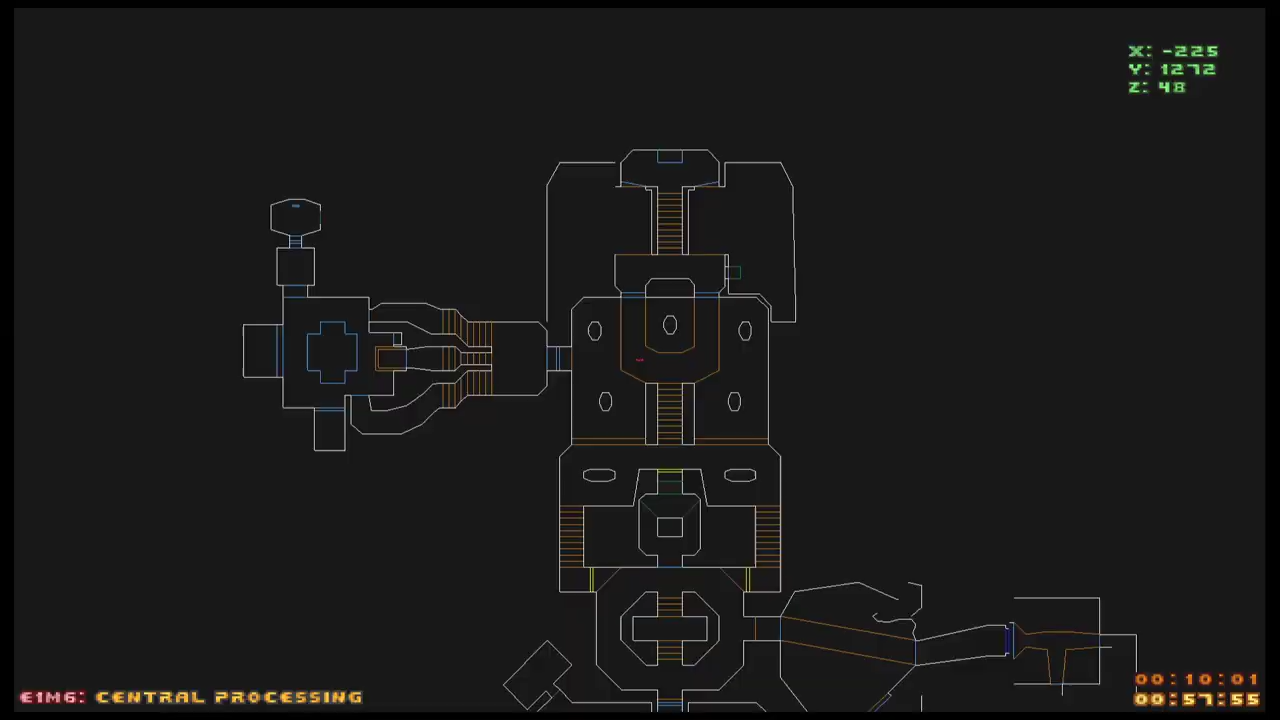 X: -225
Y: 1272
Z: 48
E1M6: CENTRAL PROCESSING
00:10:01
00:57:55